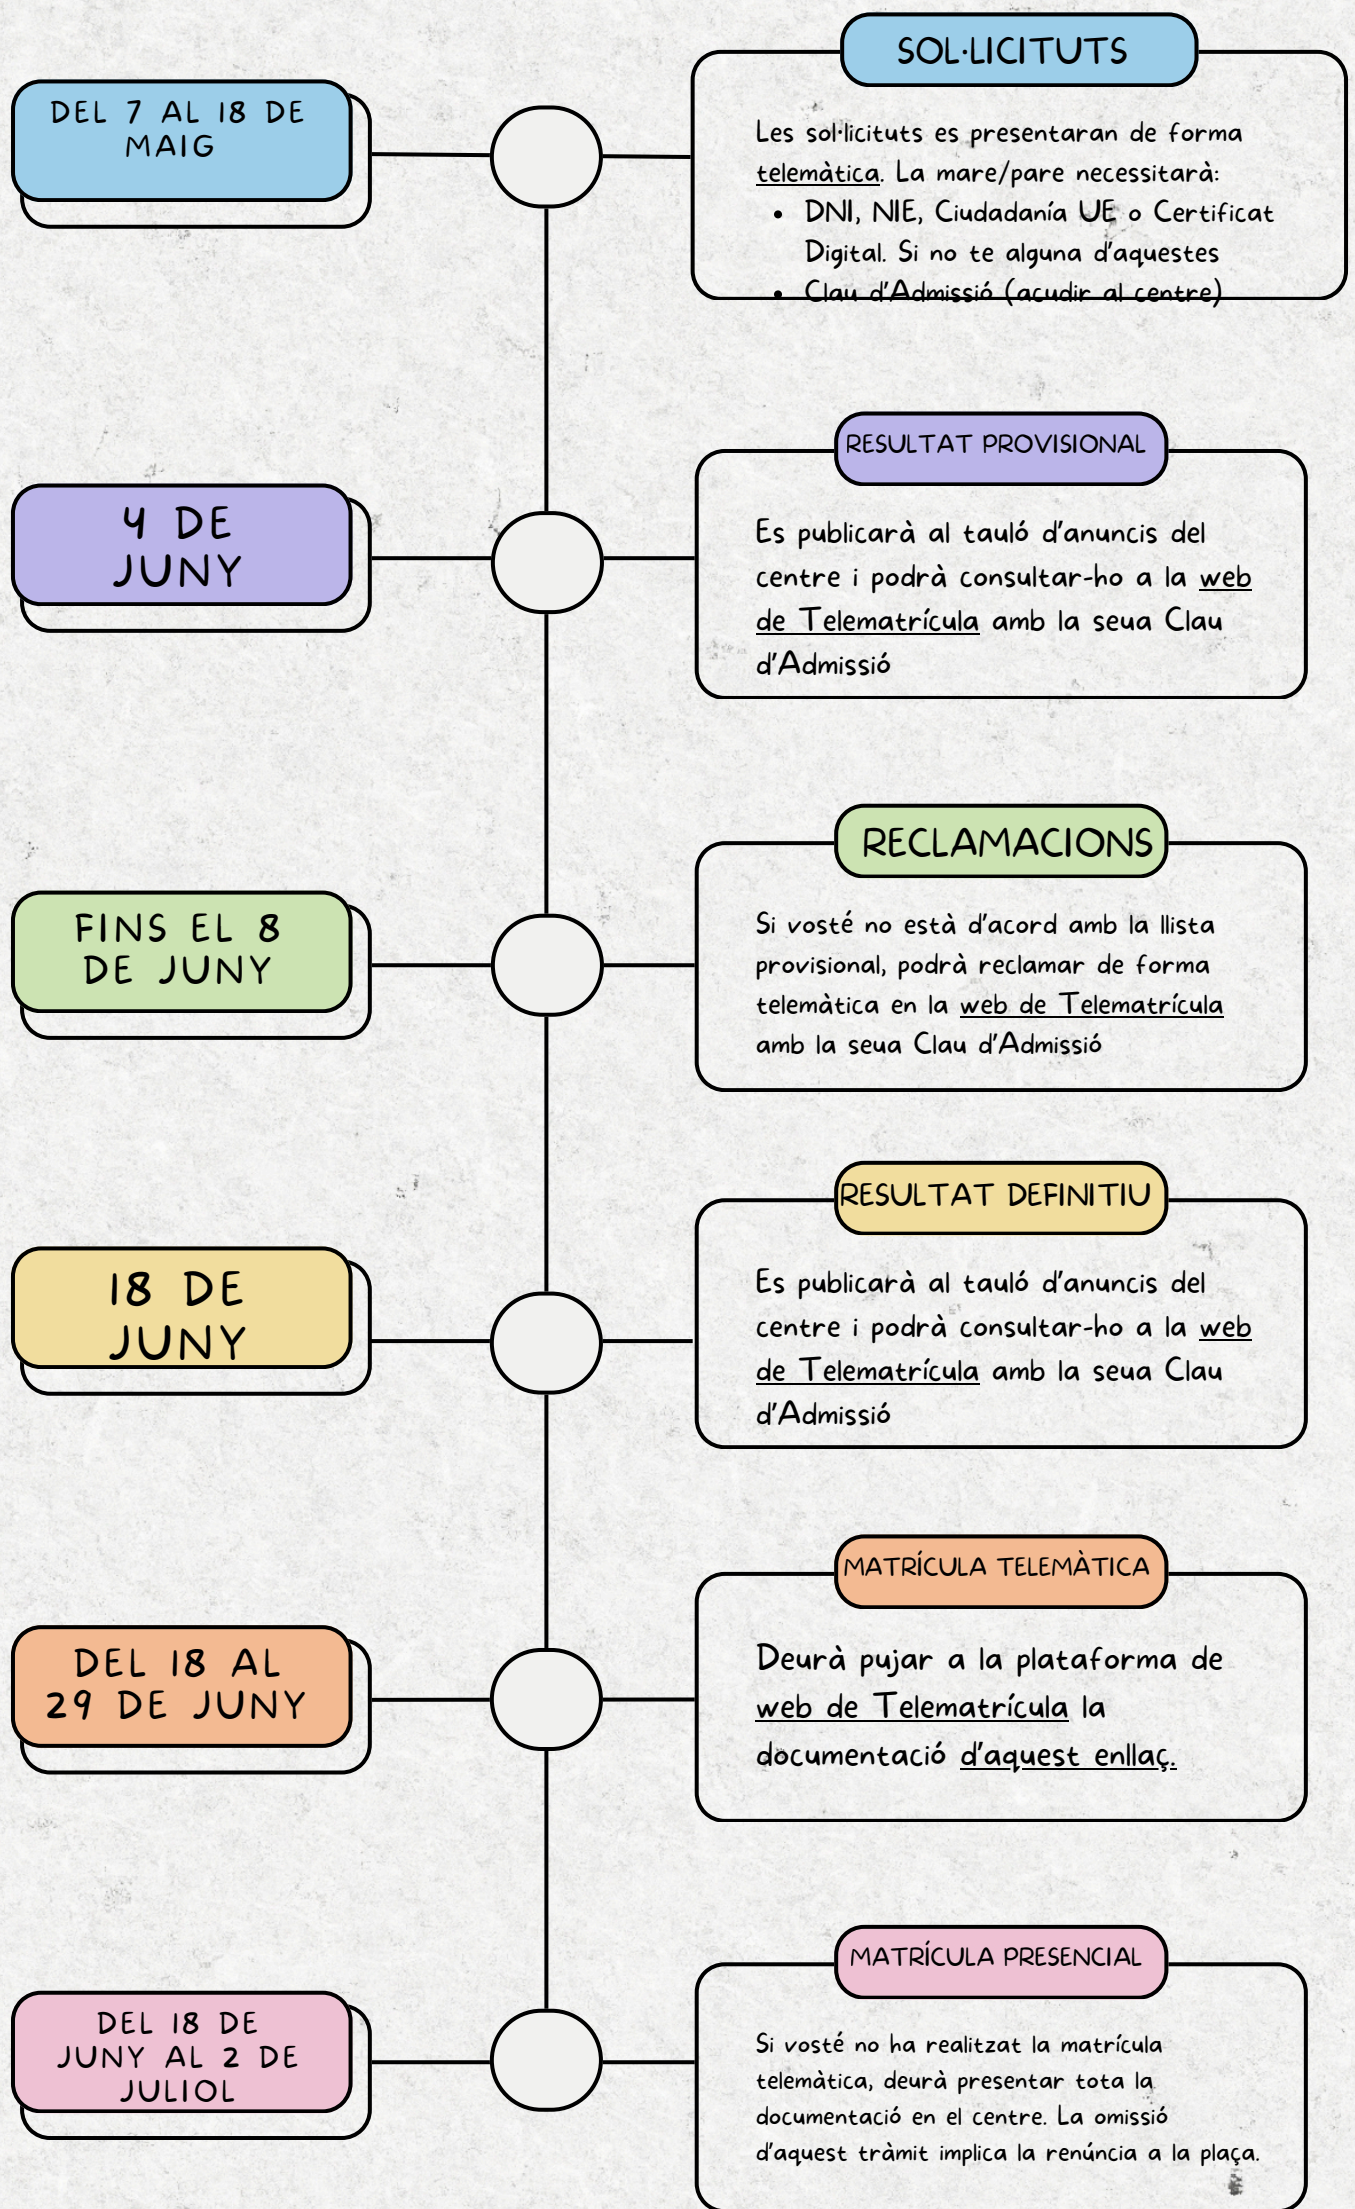 SOL·LICITUTS
DEL 7 AL 18 DE
MAIG
Les sol·licituts es presentaran de forma
telemàtica. La mare/pare necessitarà:
• DNI, NIE, Ciudadanía UE o Certificat
Digital. Si no te alguna d'aquestes
• Clau d'Admissió (acudir al centre)
RESULTAT PROVISIONAL
4 DE
JUNY
Es publicarà al tauló d'anuncis del
centre i podrà consultar-ho a la web
de Telematrícula amb la seua Clau
d'Admissió
RECLAMACIONS
FINS EL 8
DE JUNY
Si vosté no està d'acord amb la llista
provisional, podrà reclamar de forma
telemàtica en la web de Telematrícula
amb la seua Clau d'Admissió
RESULTAT DEFINITIU
18 DE
JUNY
Es publicarà al tauló d'anuncis del
centre i podrà consultar-ho a la web
de Telematrícula amb la seua Clau
d'Admissió
MATRÍCULA TELEMÀTICA
DEL 18 AL
29 DE JUNY
Deurà pujar a la plataforma de
web de Telematrícula la
documentació d'aquest enllaç.
MATRÍCULA PRESENCIAL
DEL 18 DE
JUNY AL 2 DE
JULIOL
Si vosté no ha realitzat la matrícula
telemàtica, deurà presentar tota la
documentació en el centre. La omissió
d'aquest tràmit implica la renúncia a la plaça.